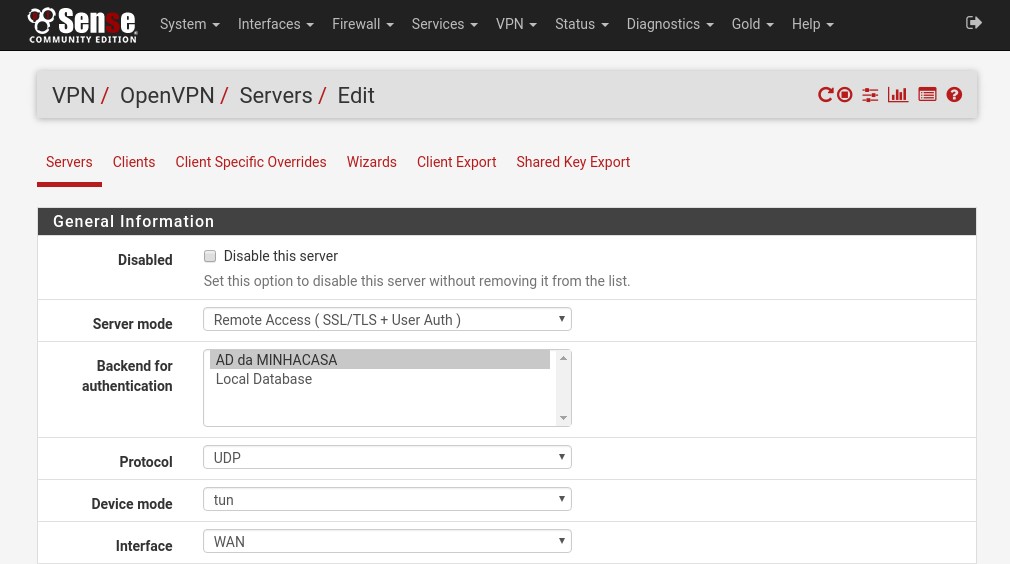 Sense
COMMUNITY EDITION
System Interfaces Firewall Services VPN Status Diagnostics Gold Help
VPN / OpenVPN / Servers / Edit
Servers Clients Client Specific Overrides Wizards Client Export Shared Key Export
General Information
Disabled Disable this server
Set this option to disable this server without removing it from the list.
Server mode Remote Access ( SSL/TLS + User Auth )
Backend for authentication
AD da MINHACASA
Local Database
Protocol UDP
Device mode tun
Interface WAN